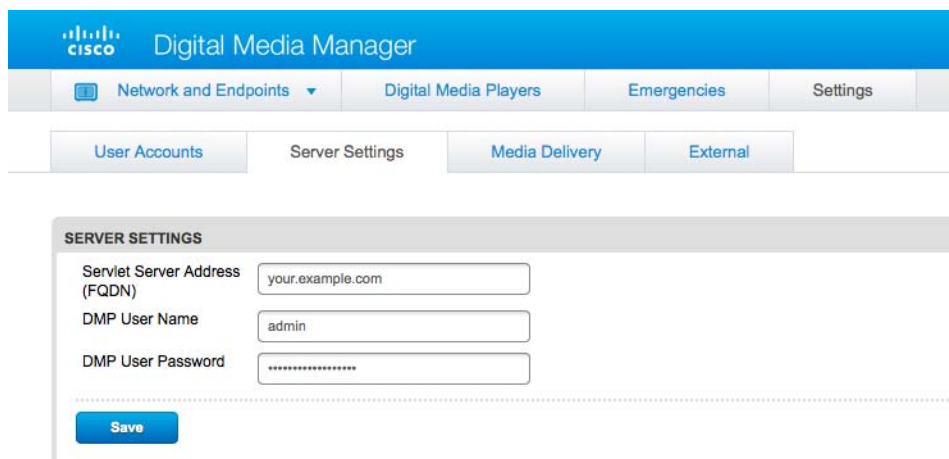 CISCO Digital Media Manager
Network and Endpoints Digital Media Players Emergencies Settings
User Accounts Server Settings Media Delivery External
SERVER SETTINGS
Servlet Server Address
(FQDN)
your.example.com
DMP User Name
admin
DMP User Password
••••••••••••••••••
Save